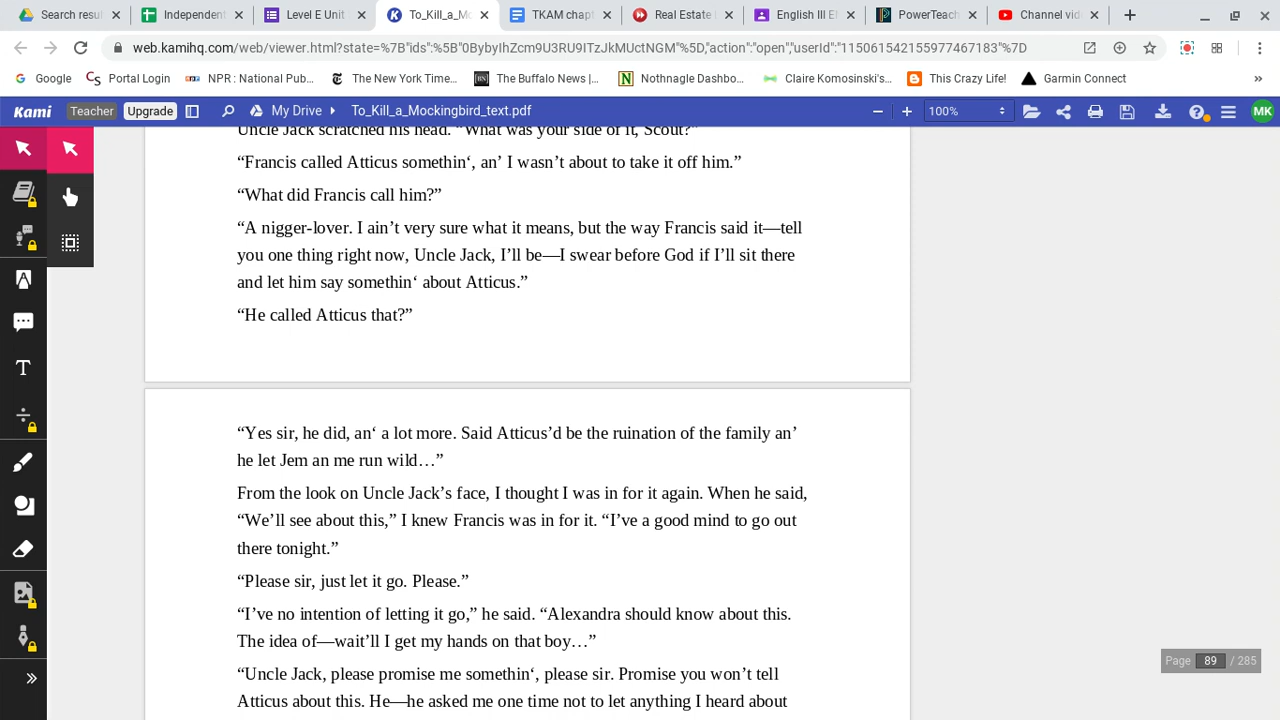 Search resul
Independent
Level E Unit
To_Kill_a_Mo
TKAM chapt
Real Estate
English III El
PowerTeach
Channel vid
web.kamihq.com/web/viewer.html?state=%7B"ids%5B"0BybyIhZcm9U3RU9ITzJkMUctNGM"%5D,"action":"open","userId":"115061542155977467183"%7D
Google
Portal Login
NPR : National Pub...
The New York Time...
The Buffalo News |...
Nothnagle Dashbo...
Claire Komosinski's...
This Crazy Life!
Garmin Connect
»
Kami Teacher Upgrade My Drive To_Kill_a_Mockingbird_text.pdf 100% MK
Uncle Jack scratched his head. “What was your side of it, Scout?”
“Francis called Atticus somethin‘, an’ I wasn’t about to take it off him.”
“What did Francis call him?”
“A nigger-lover. I ain’t very sure what it means, but the way Francis said it—tell
you one thing right now, Uncle Jack, I’ll be—I swear before God if I’ll sit there
and let him say somethin‘ about Atticus.”
“He called Atticus that?”
“Yes sir, he did, an‘ a lot more. Said Atticus’d be the ruination of the family an’
he let Jem an me run wild…”
From the look on Uncle Jack’s face, I thought I was in for it again. When he said,
“We’ll see about this,” I knew Francis was in for it. “I’ve a good mind to go out
there tonight.”
“Please sir, just let it go. Please.”
“I’ve no intention of letting it go,” he said. “Alexandra should know about this.
The idea of—wait’ll I get my hands on that boy…”
“Uncle Jack, please promise me somethin‘, please sir. Promise you won’t tell
Atticus about this. He—he asked me one time not to let anything I heard about
Page 89 / 285